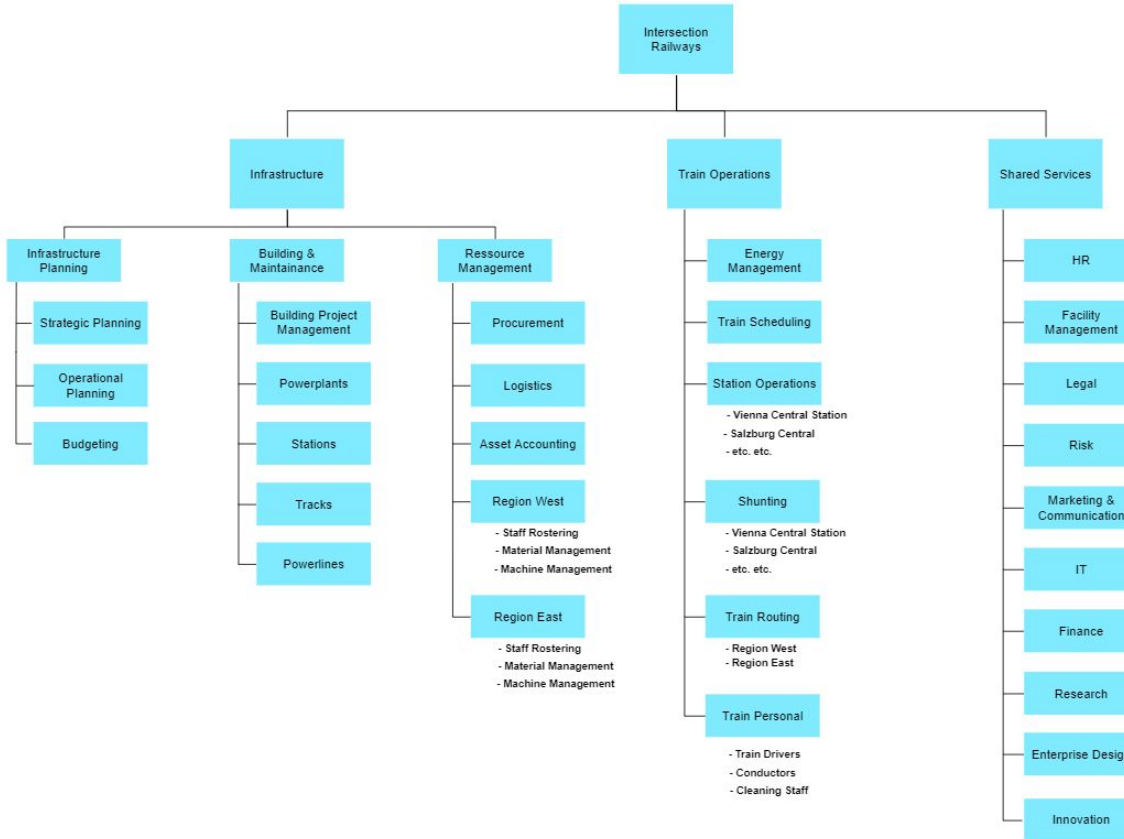 Intersection
Railways
Infrastructure
Train Operations
Shared Services
Infrastructure
Planning
Strategic Planning
Operational
Planning
Budgeting
Building &
Maintainance
Building Project
Management
Powerplants
Stations
Tracks
Powerlines
Ressource
Management
Procurement
Logistics
Asset Accounting
Region West
- Staff Rostering
- Material Management
- Machine Management
Region East
- Staff Rostering
- Material Management
- Machine Management
Energy
Management
Train Scheduling
Station Operations
- Vienna Central Station
- Salzburg Central
- etc. etc.
Shunting
- Vienna Central Station
- Salzburg Central
- etc. etc.
Train Routing
- Region West
- Region East
Train Personal
- Train Drivers
- Conductors
- Cleaning Staff
HR
Facility
Management
Legal
Risk
Marketing &
Communication
IT
Finance
Research
Enterprise Design
Innovation